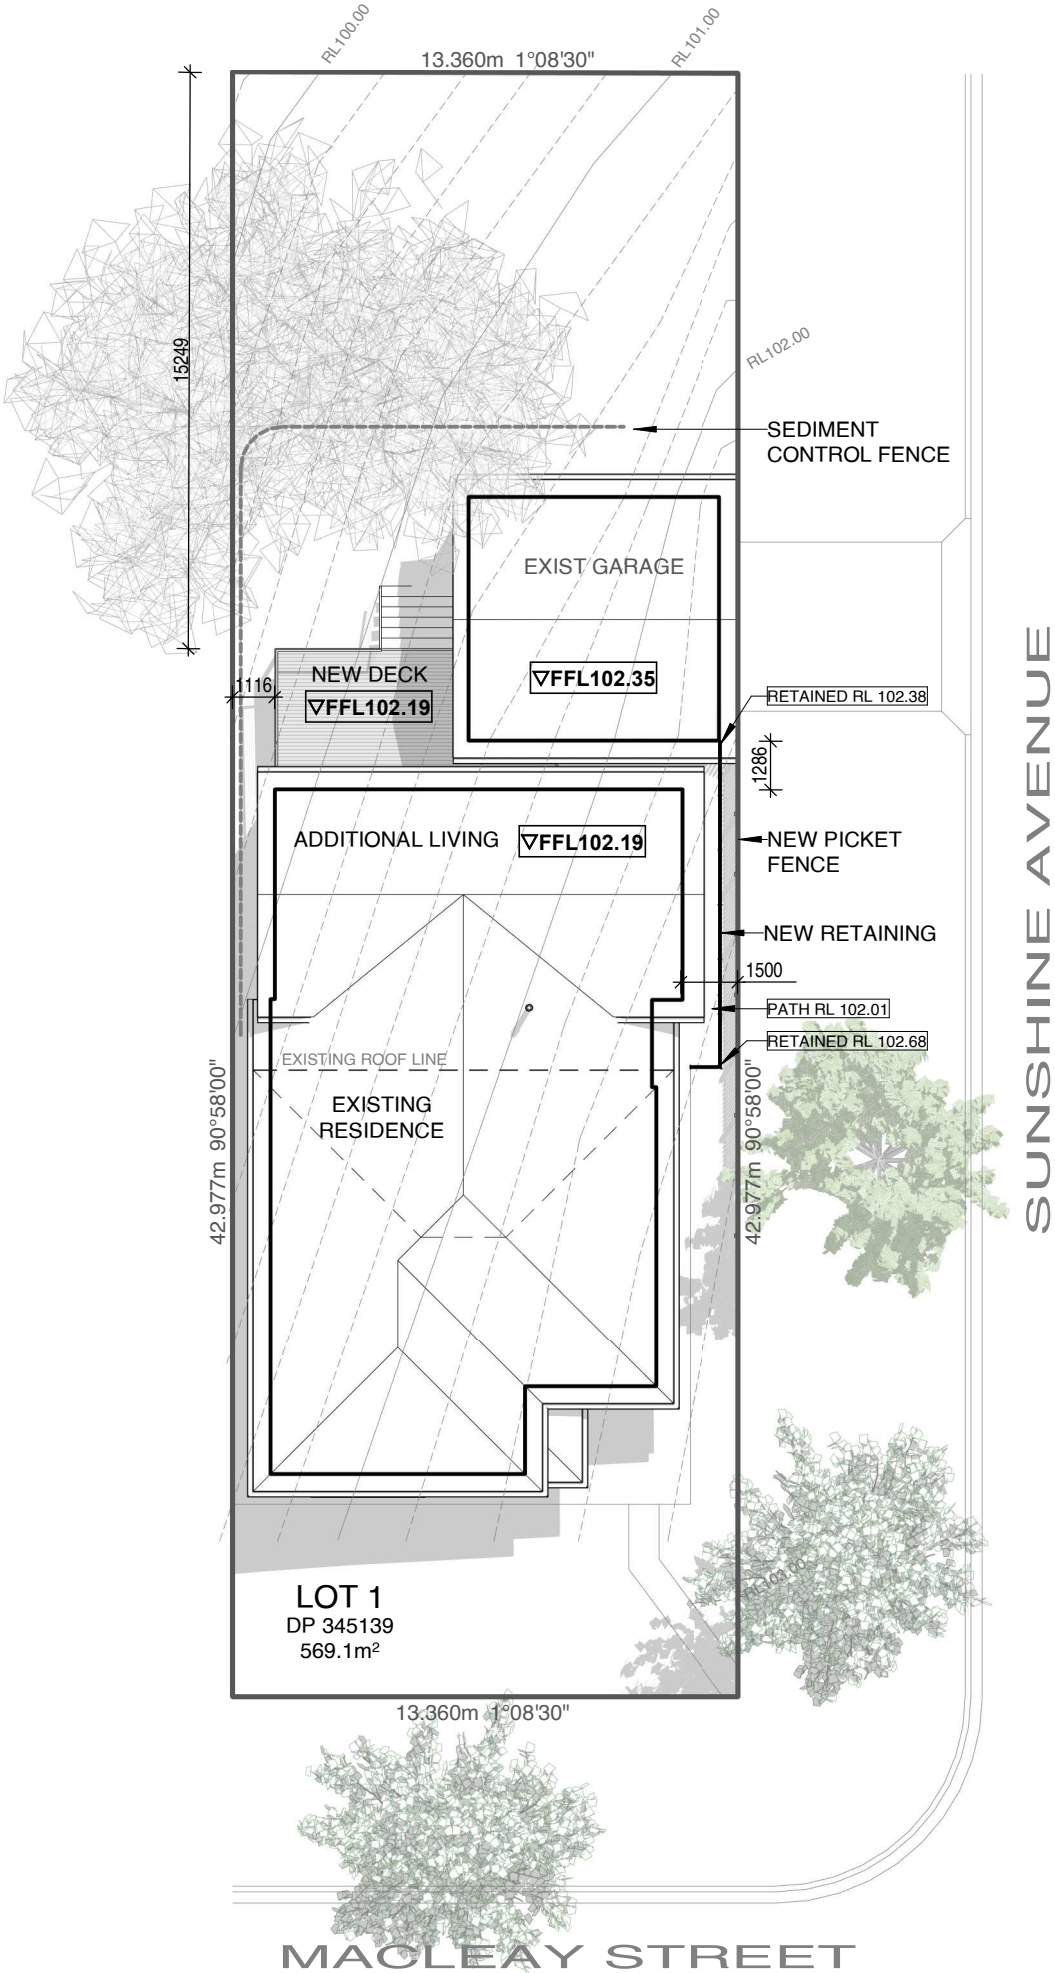 RL100.00
RL101.00
13.360m 1°08'30"
15249
RL102.00
SEDIMENT
CONTROL FENCE
EXIST GARAGE
NEW DECK
▽FFL102.19
▽FFL102.35
1116
RETAINED RL 102.38
1286
ADDITIONAL LIVING
▽FFL102.19
NEW PICKET
FENCE
NEW RETAINING
1500
PATH RL 102.01
RETAINED RL 102.68
EXISTING ROOF LINE
EXISTING
RESIDENCE
42.977m 90°58'00"
42.977m 90°58'00"
SUNSHINE AVENUE
RL103.00
LOT 1
DP 345139
569.1m²
13.360m 1°08'30"
MACLEAY STREET